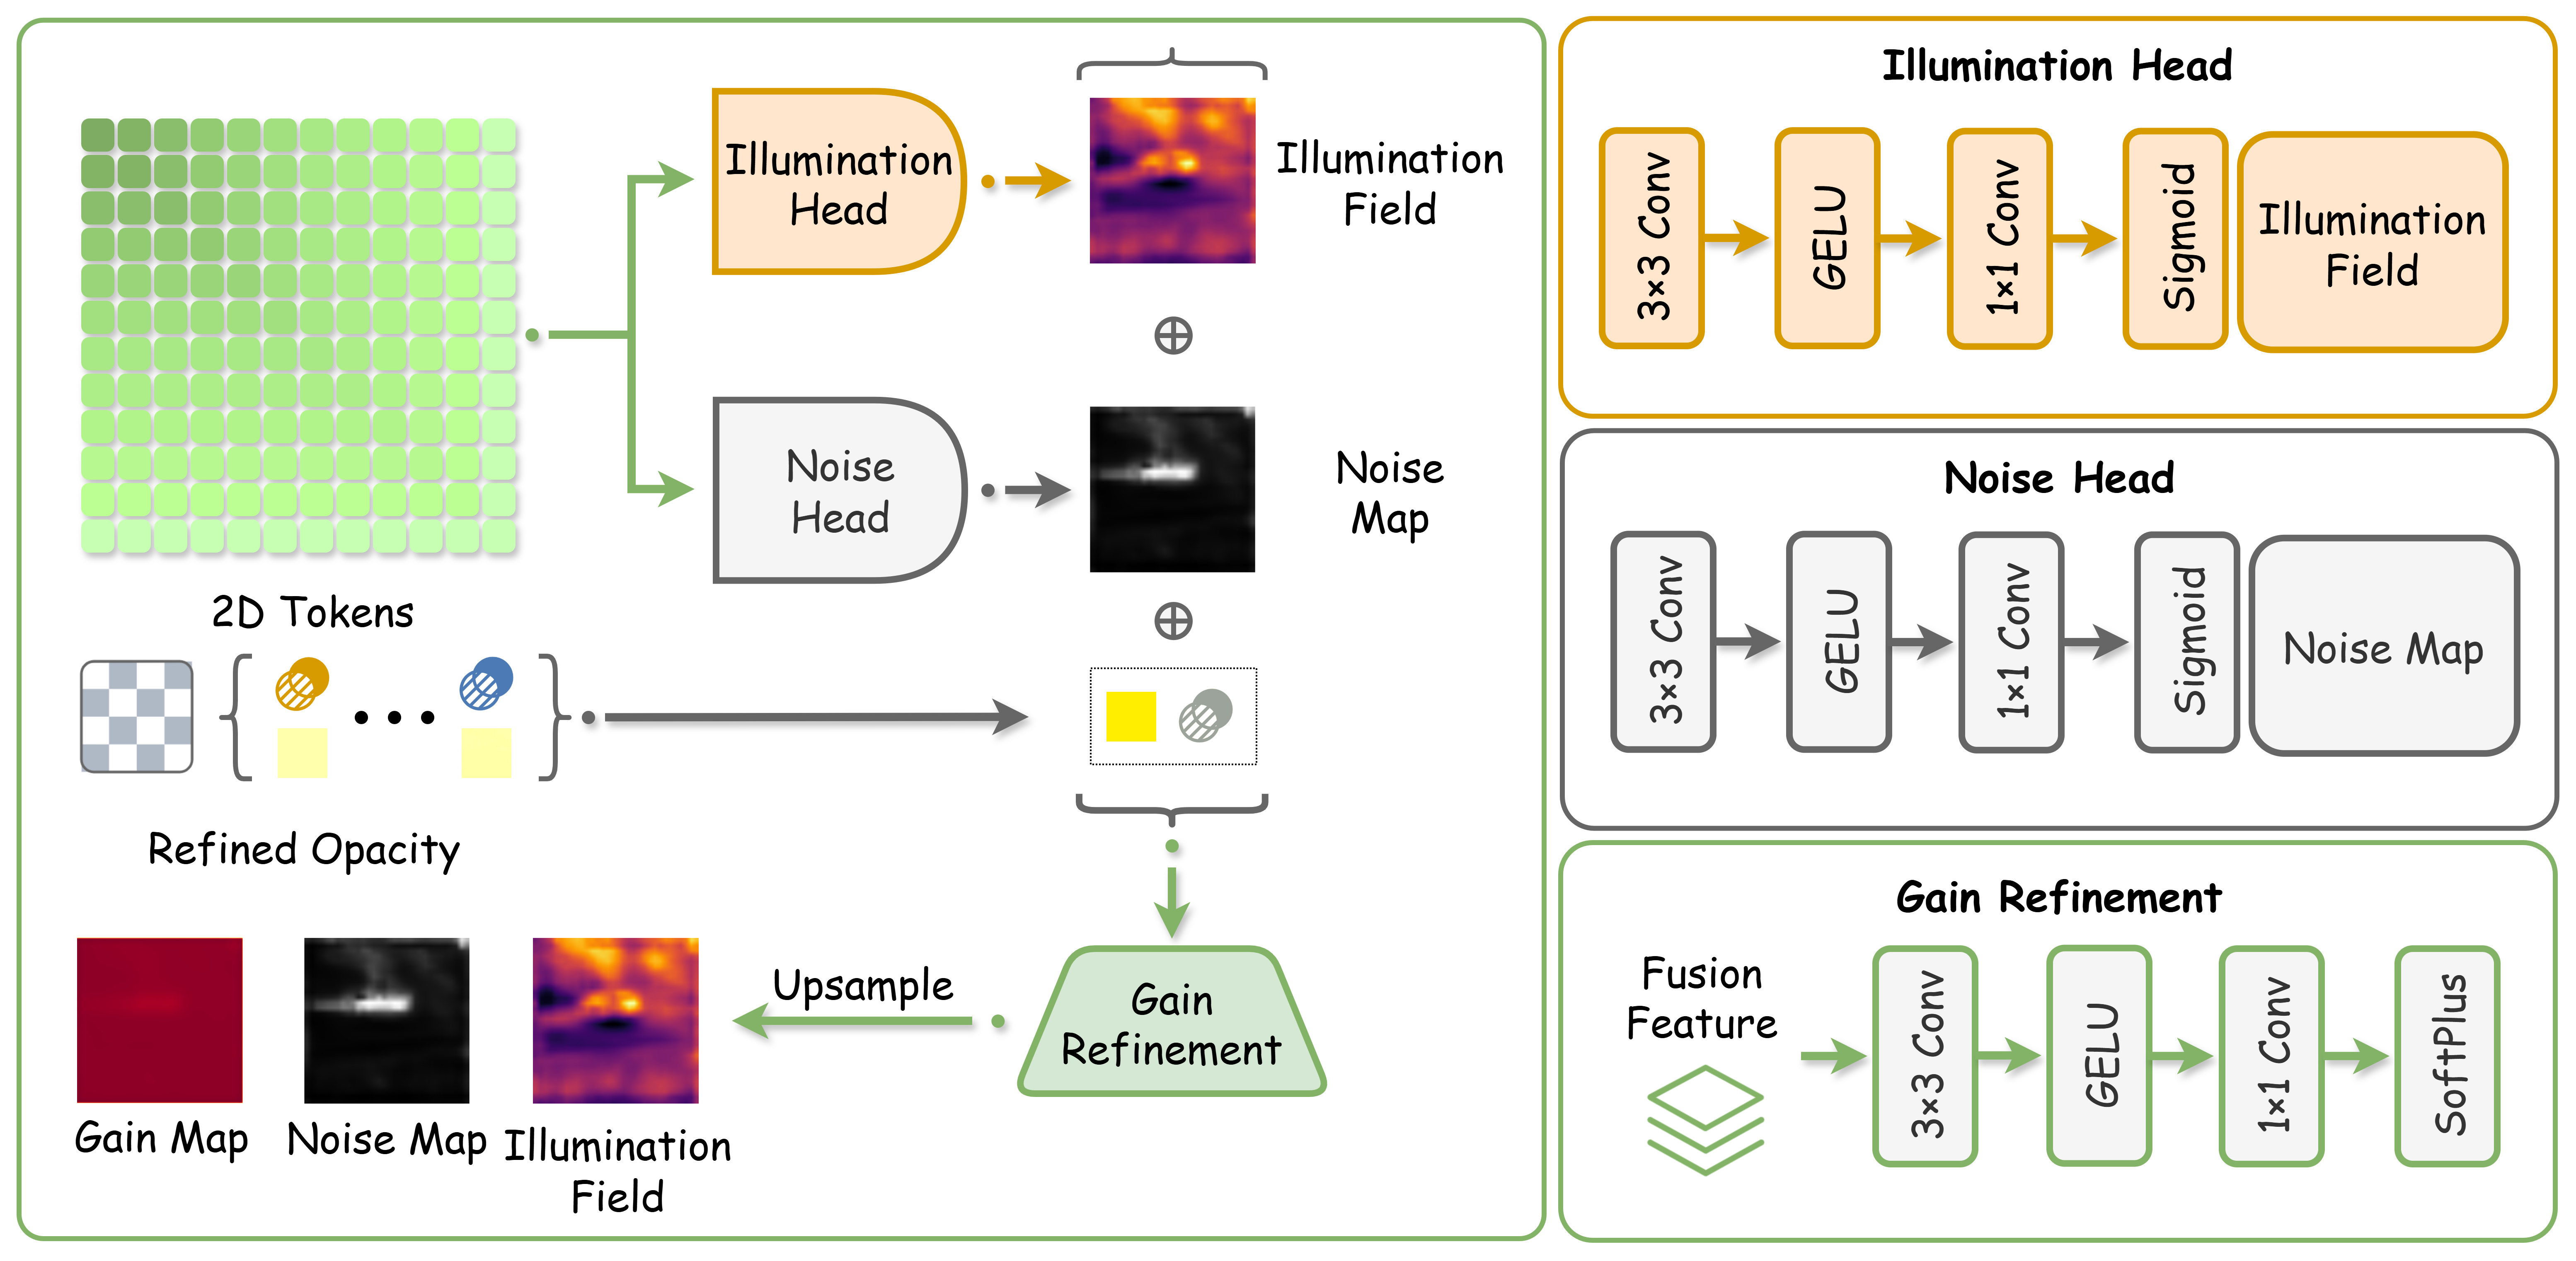 Illumination
Head
Illumination
Field
Noise
Head
Noise
Map
2D Tokens
Refined Opacity
Upsample
Gain
Refinement
Gain Map
Noise Map
Illumination
Field
Illumination Head
3×3 Conv
GELU
1×1 Conv
Sigmoid
Illumination
Field
Noise Head
3×3 Conv
GELU
1×1 Conv
Sigmoid
Noise Map
Gain Refinement
Fusion
Feature
3×3 Conv
GELU
1×1 Conv
SoftPlus